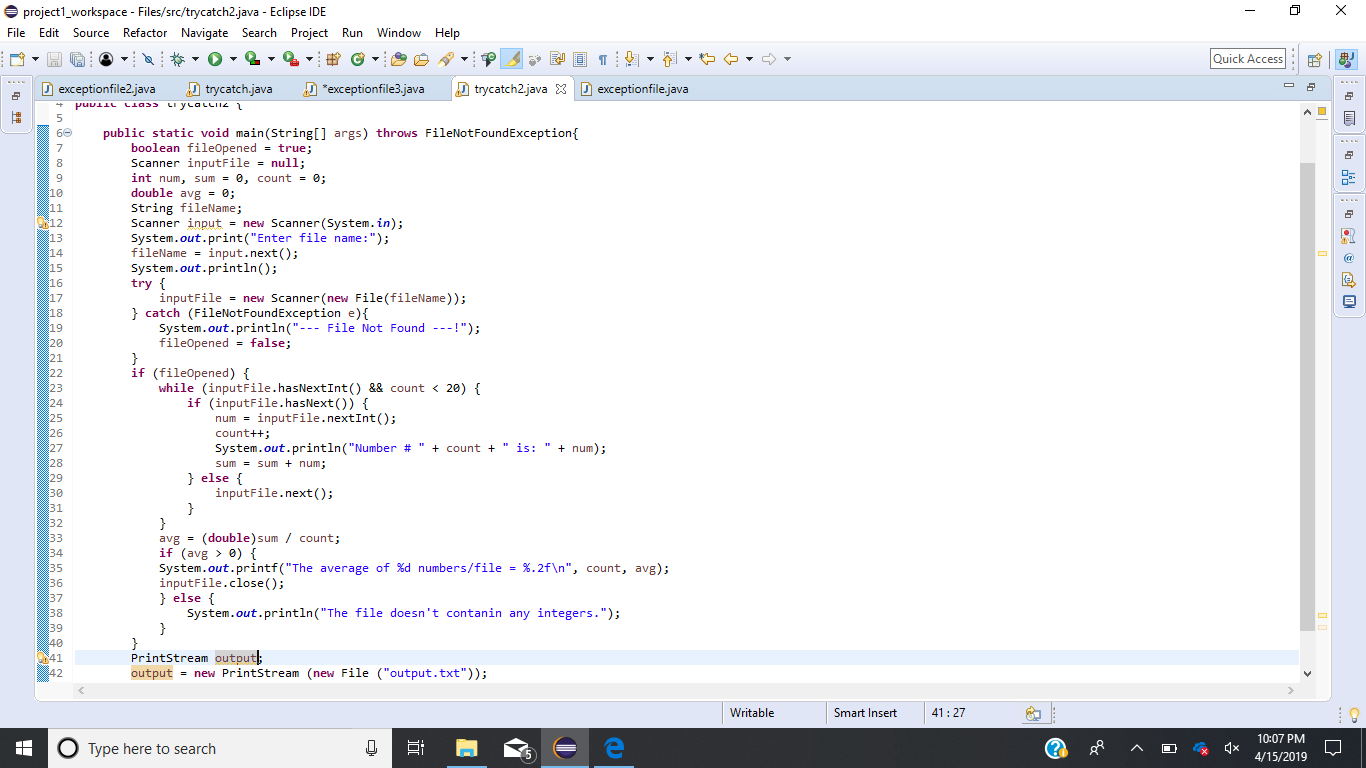 project1_workspace - Files/src/trycatch2.java - Eclipse IDE
File Edit Source Refactor Navigate Search Project Run Window Help
Quick Access
exceptionfile2.java trycatch.java *exceptionfile3.java trycatch2.java exceptionfile.java
4 public class trycatch2 {
5
6 public static void main(String[] args) throws FileNotFoundException{
7 boolean fileOpened = true;
8 Scanner inputFile = null;
9 int num, sum = 0, count = 0;
10 double avg = 0;
11 String fileName;
12 Scanner input = new Scanner(System.in);
13 System.out.print("Enter file name:");
14 fileName = input.next();
15 System.out.println();
16 try {
17 inputFile = new Scanner(new File(fileName));
18 } catch (FileNotFoundException e){
19 System.out.println("--- File Not Found ---!");
20 fileOpened = false;
21 }
22 if (fileOpened) {
23 while (inputFile.hasNextInt() && count < 20) {
24 if (inputFile.hasNext()) {
25 num = inputFile.nextInt();
26 count++;
27 System.out.println("Number # " + count + " is: " + num);
28 sum = sum + num;
29 } else {
30 inputFile.next();
31 }
32 }
33 avg = (double)sum / count;
34 if (avg > 0) {
35 System.out.printf("The average of %d numbers/file = %.2f\n", count, avg);
36 inputFile.close();
37 } else {
38 System.out.println("The file doesn't contanin any integers.");
39 }
40 }
41 PrintStream output;
42 output = new PrintStream (new File ("output.txt"));
Writable Smart Insert 41 : 27
Type here to search
5
10:07 PM
4/15/2019